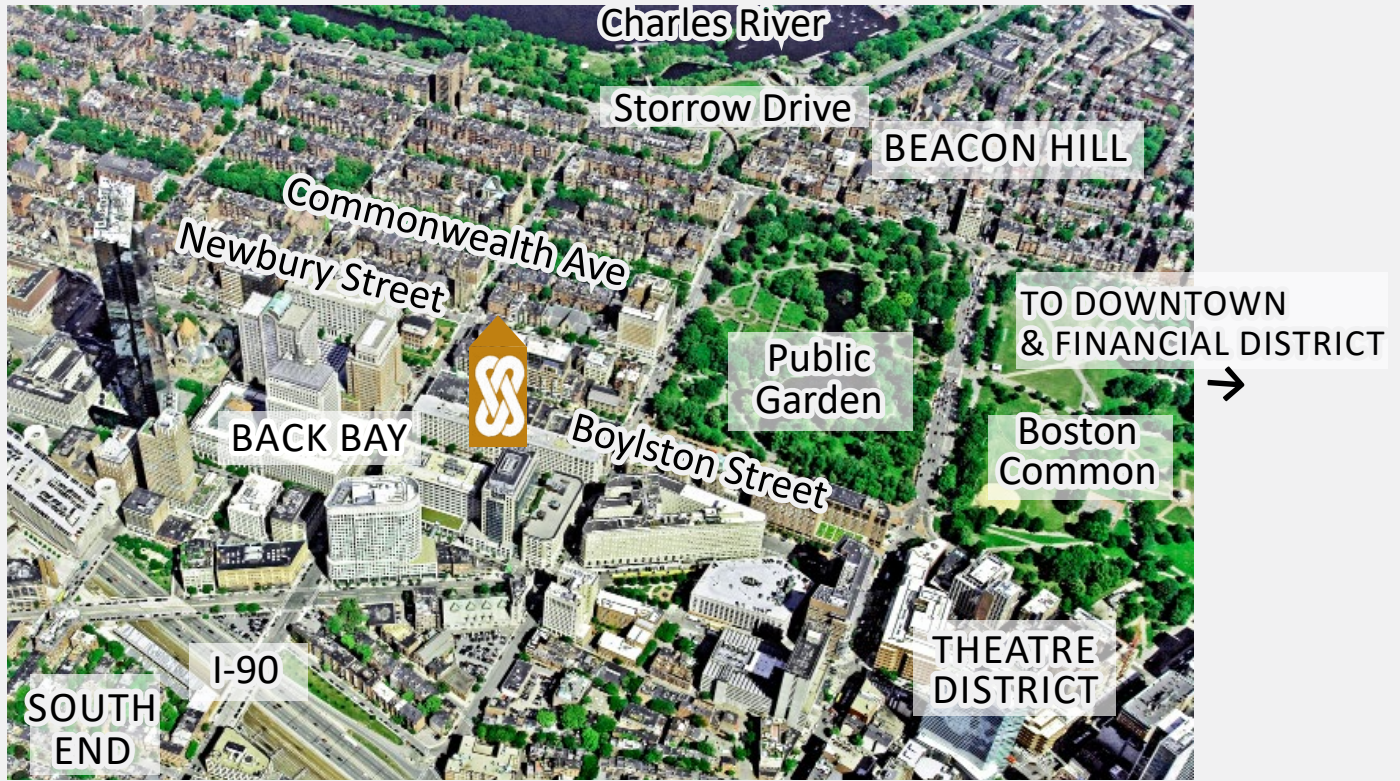 Charles River
Storrow Drive
BEACON HILL
Commonwealth Ave
Newbury Street
TO DOWNTOWN
& FINANCIAL DISTRICT
Public
Garden
BACK BAY
Boylston Street
Boston
Common
THEATRE
DISTRICT
I-90
SOUTH
END